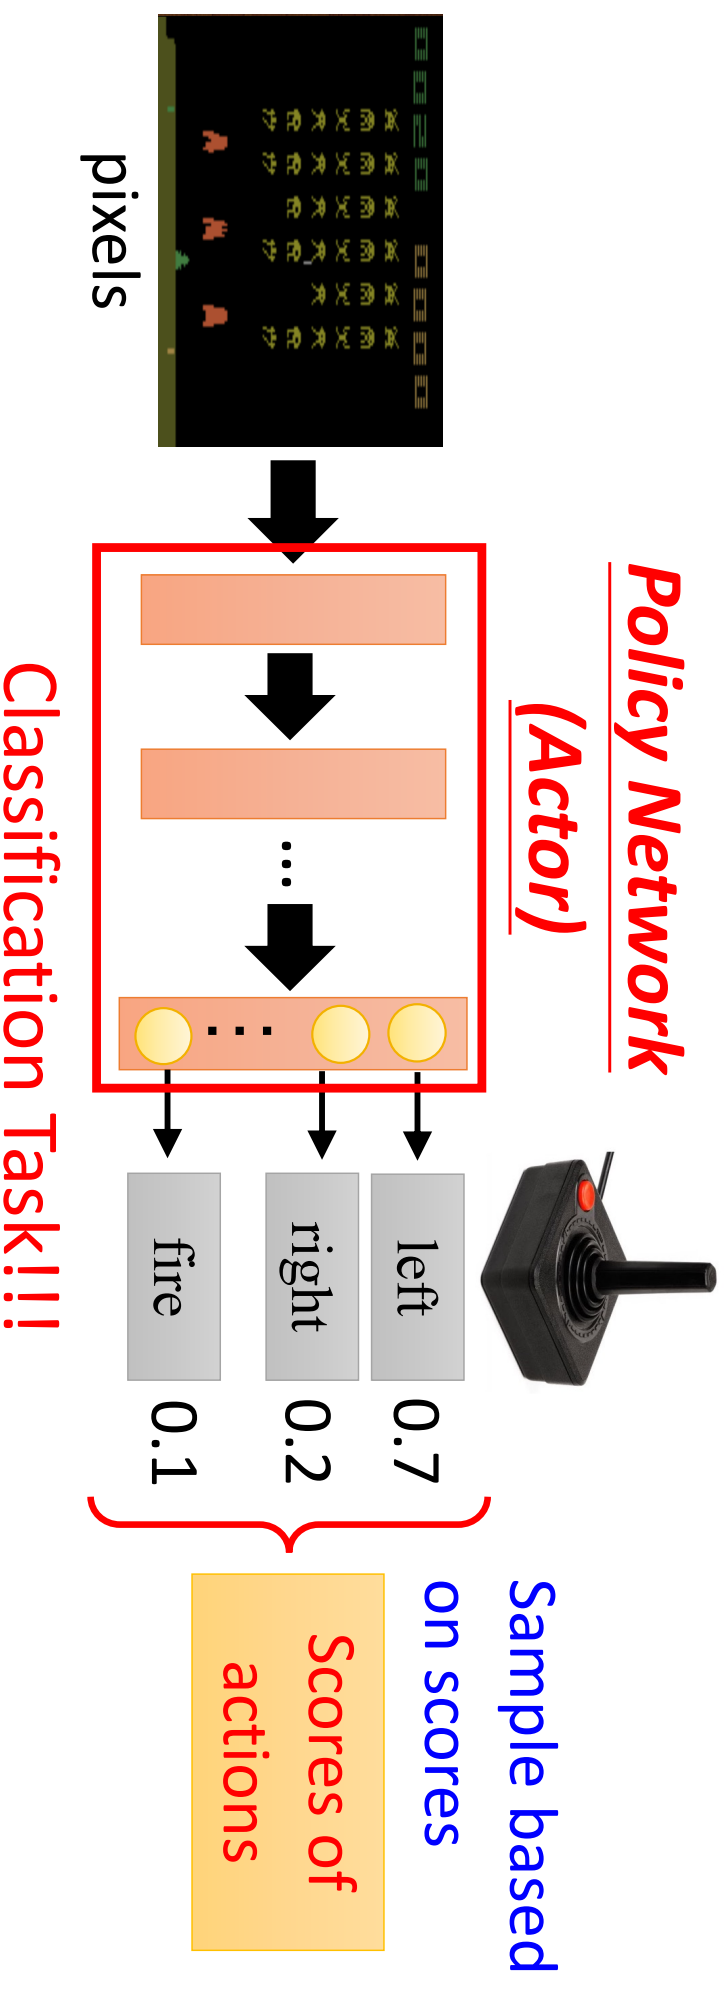 Policy Network
(Actor)
pixels
left
0.7
right
0.2
fire
0.1
Sample based
on scores
Scores of
actions
Classification Task!!!